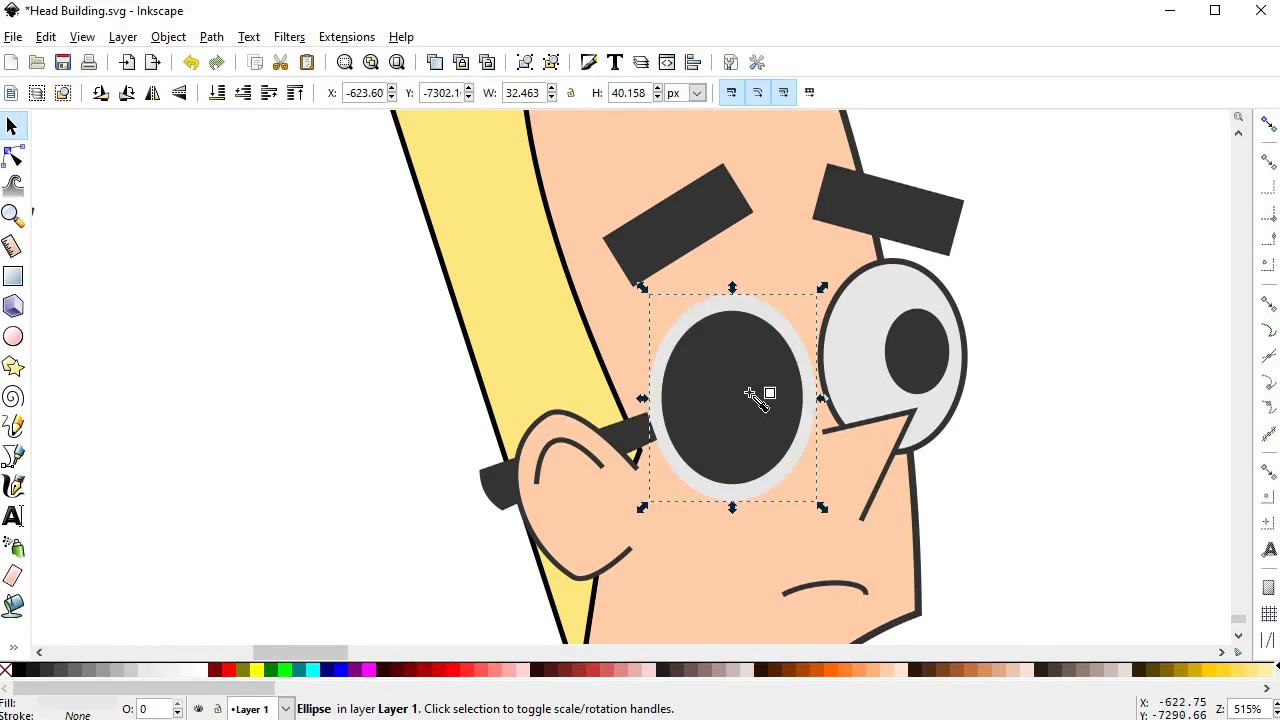 *Head Building.svg - Inkscape
File Edit View Layer Object Path Text Filters Extensions Help
X: -623.60 Y: -7302.1 W: 32.463 H: 40.158 px
Fill:
Stroke: None
O: 0
•Layer 1
Ellipse in layer Layer 1. Click selection to toggle scale/rotation handles.
X: -622.75
Y: -7290.66
Z: 515%